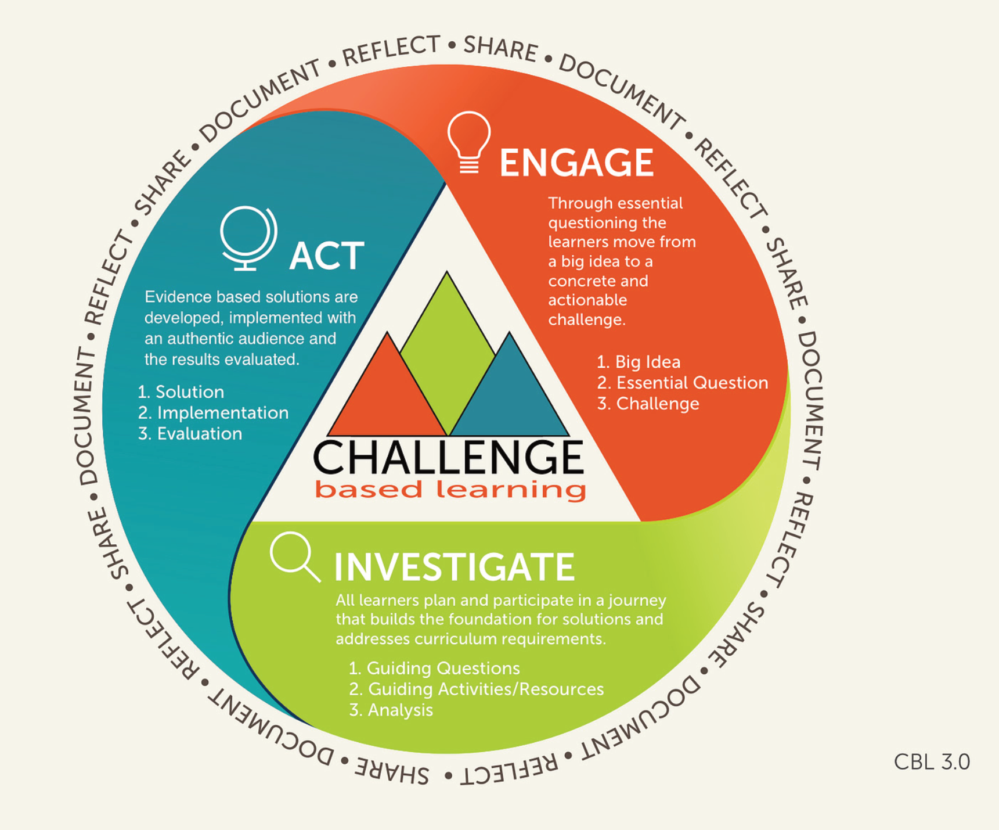 SHARE • DOCUMENT • REFLECT • SHARE • DOCUMENT • REFLECT • SHARE • DOCUMENT • REFLECT • SHARE • DOCUMENT • REFLECT • SHARE • DOCUMENT • REFLECT • SHARE • DOCUMENT • REFLECT •
ENGAGE
Through essential
questioning the
learners move from
a big idea to a
concrete and
actionable
challenge.
1. Big Idea
2. Essential Question
3. Challenge
INVESTIGATE
All learners plan and participate in a journey
that builds the foundation for solutions and
addresses curriculum requirements.
1. Guiding Questions
2. Guiding Activities/Resources
3. Analysis
ACT
Evidence based solutions are
developed, implemented with
an authentic audience and
the results evaluated.
1. Solution
2. Implementation
3. Evaluation
CHALLENGE
based learning
CBL 3.0